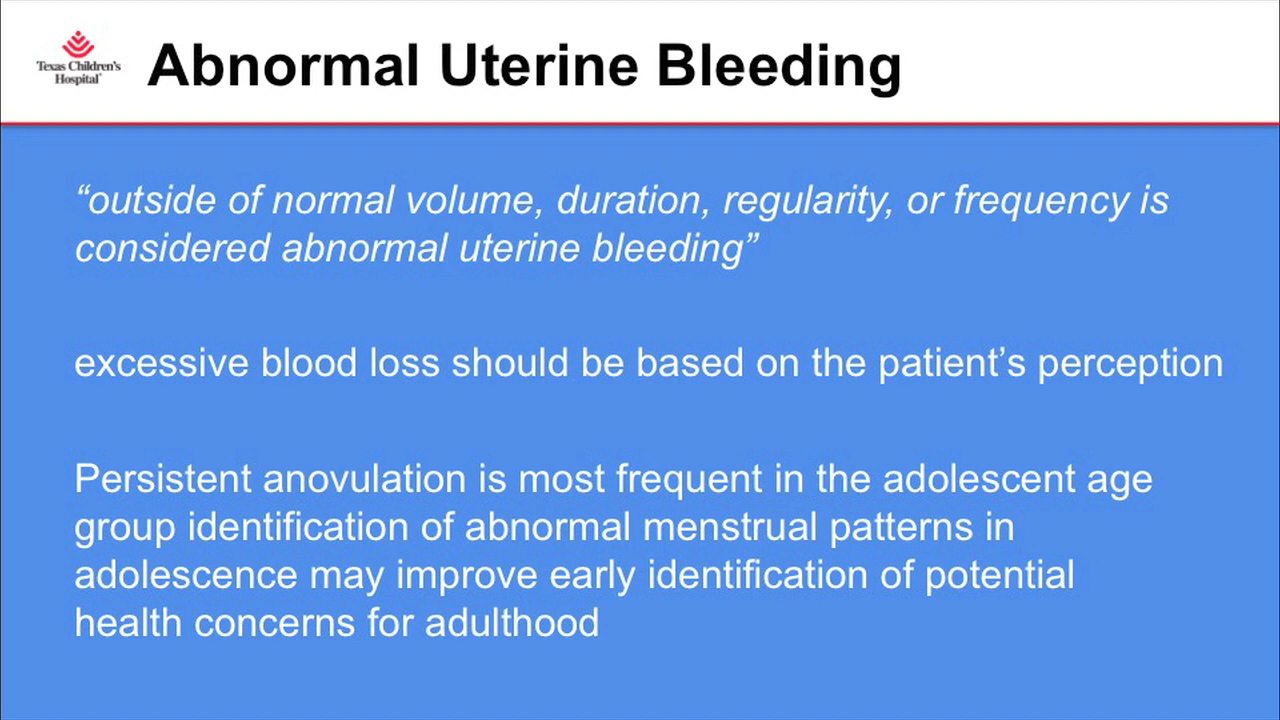 Texas Children's
Hospital
Abnormal Uterine Bleeding
“outside of normal volume, duration, regularity, or frequency is
considered abnormal uterine bleeding”
excessive blood loss should be based on the patient’s perception
Persistent anovulation is most frequent in the adolescent age
group identification of abnormal menstrual patterns in
adolescence may improve early identification of potential
health concerns for adulthood